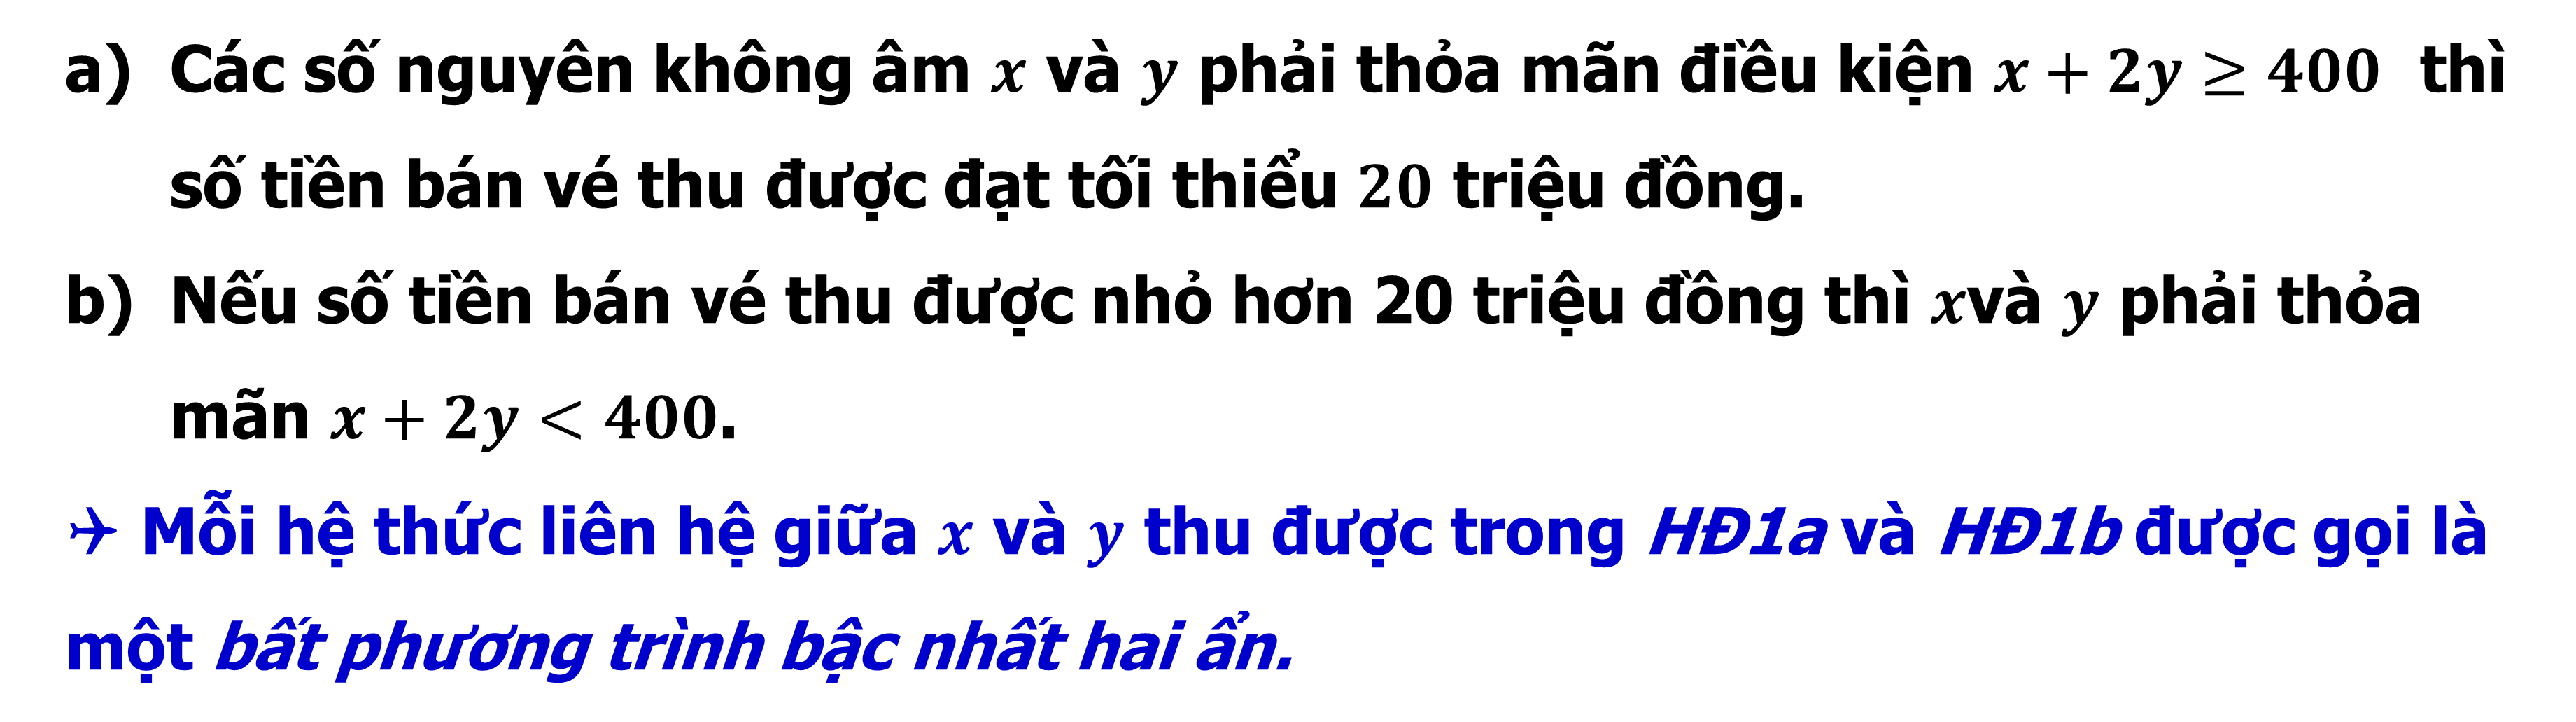 a) Các số nguyên không âm x và y phải thỏa mãn điều kiện x + 2y ≥ 400 thì
số tiền bán vé thu được đạt tối thiểu 20 triệu đồng.
b) Nếu số tiền bán vé thu được nhỏ hơn 20 triệu đồng thì xvà y phải thỏa
mãn x + 2y < 400.
✈ Mỗi hệ thức liên hệ giữa x và y thu được trong HĐ1a và HĐ1b được gọi là
một bất phương trình bậc nhất hai ẩn.